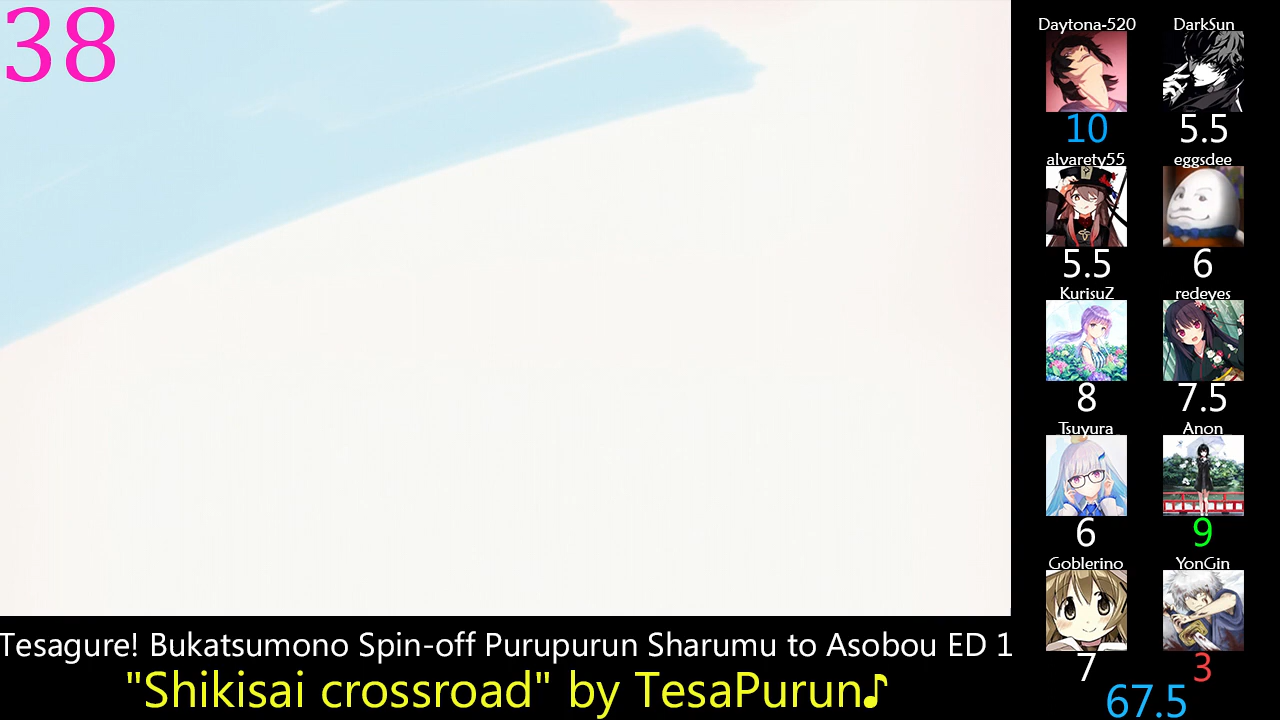 38
Daytona-520 DarkSun
10 5.5
alvarety55 eggsdee
5.5 6
KurisuZ redeyes
8 7.5
Tsuyura Anon
6 9
Goblerino YonGin
7 3
67.5
Tesagure! Bukatsumono Spin-off Purupurun Sharumu to Asobou ED 1
"Shikisai crossroad" by TesaPurun♪